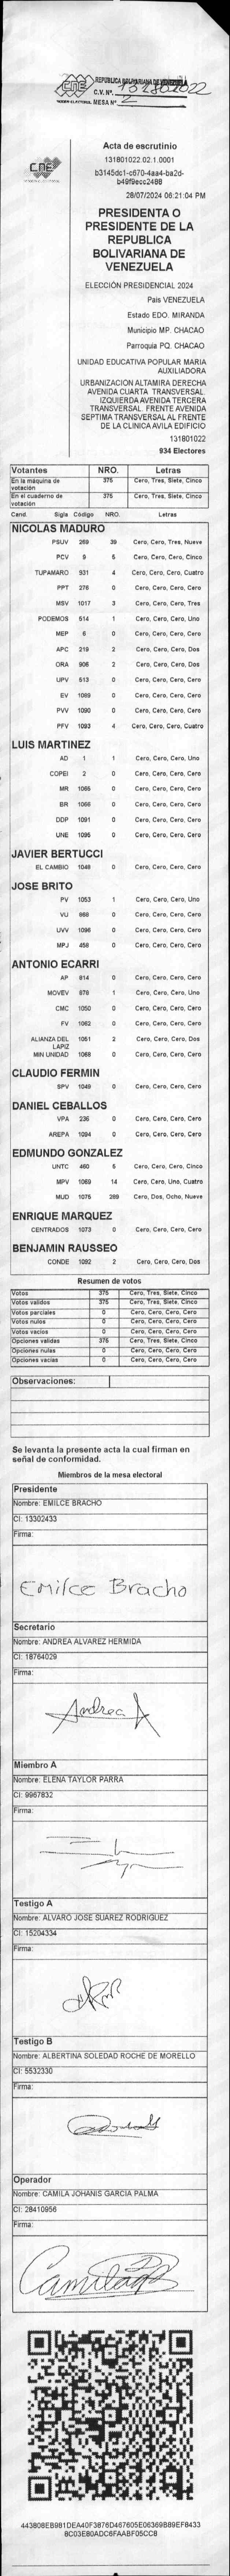 REPÚBLICA BOLIVARIANA DE VENEZUELA
C.V. Nº.
MESA Nº 2
CNE
Acta de escrutinio
131801022.02.1.0001
b3145dc1-c670-4aa4-ba2d-
b49f9ecc2488
28/07/2024 06:21:04 PM
PRESIDENTA O
PRESIDENTE DE LA
REPUBLICA
BOLIVARIANA DE
VENEZUELA
ELECCIÓN PRESIDENCIAL 2024
Pais VENEZUELA
Estado EDO. MIRANDA
Municipio MP. CHACAO
Parroquia PQ. CHACAO
UNIDAD EDUCATIVA POPULAR MARIA
AUXILIADORA
URBANIZACION ALTAMIRA DERECHA
AVENIDA CUARTA TRANSVERSAL.
IZQUIERDA AVENIDA TERCERA
TRANSVERSAL. FRENTE AVENIDA
SEPTIMA TRANSVERSAL AL FRENTE
DE LA CLINICA AVILA EDIFICIO
131801022
934 Electores
Votantes NRO. Letras
En la máquina de votación 375 Cero, Tres, Siete, Cinco
En el cuaderno de votación 375 Cero, Tres, Siete, Cinco
Cand. Sigla Código NRO. Letras
NICOLAS MADURO
PSUV 269 39 Cero, Cero, Tres, Nueve
PCV 9 5 Cero, Cero, Cero, Cinco
TUPAMARO 931 4 Cero, Cero, Cero, Cuatro
PPT 276 0 Cero, Cero, Cero, Cero
MSV 1017 3 Cero, Cero, Cero, Tres
PODEMOS 514 1 Cero, Cero, Cero, Uno
MEP 6 0 Cero, Cero, Cero, Cero
APC 219 2 Cero, Cero, Cero, Dos
ORA 906 2 Cero, Cero, Cero, Dos
UPV 513 0 Cero, Cero, Cero, Cero
EV 1069 0 Cero, Cero, Cero, Cero
PVV 1090 0 Cero, Cero, Cero, Cero
PFV 1093 4 Cero, Cero, Cero, Cuatro
LUIS MARTINEZ
AD 1 1 Cero, Cero, Cero, Uno
COPEI 2 0 Cero, Cero, Cero, Cero
MR 1065 0 Cero, Cero, Cero, Cero
BR 1066 0 Cero, Cero, Cero, Cero
DDP 1091 0 Cero, Cero, Cero, Cero
UNE 1095 0 Cero, Cero, Cero, Cero
JAVIER BERTUCCI
EL CAMBIO 1048 0 Cero, Cero, Cero, Cero
JOSE BRITO
PV 1053 1 Cero, Cero, Cero, Uno
VU 868 0 Cero, Cero, Cero, Cero
UVV 1096 0 Cero, Cero, Cero, Cero
MPJ 458 0 Cero, Cero, Cero, Cero
ANTONIO ECARRI
AP 814 0 Cero, Cero, Cero, Cero
MOVEV 878 1 Cero, Cero, Cero, Uno
CMC 1050 0 Cero, Cero, Cero, Cero
FV 1062 0 Cero, Cero, Cero, Cero
ALIANZA DEL LAPIZ 1051 2 Cero, Cero, Cero, Dos
MIN UNIDAD 1068 0 Cero, Cero, Cero, Cero
CLAUDIO FERMIN
SPV 1049 0 Cero, Cero, Cero, Cero
DANIEL CEBALLOS
VPA 236 0 Cero, Cero, Cero, Cero
AREPA 1094 0 Cero, Cero, Cero, Cero
EDMUNDO GONZALEZ
UNTC 460 5 Cero, Cero, Cero, Cinco
MPV 1069 14 Cero, Cero, Uno, Cuatro
MUD 1075 289 Cero, Dos, Ocho, Nueve
ENRIQUE MARQUEZ
CENTRADOS 1073 0 Cero, Cero, Cero, Cero
BENJAMIN RAUSSEO
CONDE 1092 2 Cero, Cero, Cero, Dos
Resumen de votos
Votos 375 Cero, Tres, Siete, Cinco
Votos validos 375 Cero, Tres, Siete, Cinco
Votos parciales 0 Cero, Cero, Cero, Cero
Votos nulos 0 Cero, Cero, Cero, Cero
Votos vacios 0 Cero, Cero, Cero, Cero
Opciones validas 375 Cero, Tres, Siete, Cinco
Opciones nulas 0 Cero, Cero, Cero, Cero
Opciones vacias 0 Cero, Cero, Cero, Cero
Observaciones:
Se levanta la presente acta la cual firman en
señal de conformidad.
Miembros de la mesa electoral
Presidente
Nombre: EMILCE BRACHO
CI: 13302433
Firma:
Emilce Bracho
Secretario
Nombre: ANDREA ALVAREZ HERMIDA
CI: 18764029
Firma:
Andrea A
Miembro A
Nombre: ELENA TAYLOR PARRA
CI: 9967832
Firma:
Testigo A
Nombre: ALVARO JOSE SUAREZ RODRIGUEZ
CI: 15204334
Firma:
Testigo B
Nombre: ALBERTINA SOLEDAD ROCHE DE MORELLO
CI: 5532330
Firma:
Operador
Nombre: CAMILA JOHANIS GARCIA PALMA
CI: 28410956
Firma:
443B08EB981DEA40F3876D467605E06369B89EF8433
8C03E80ADC6FAABF05CC8